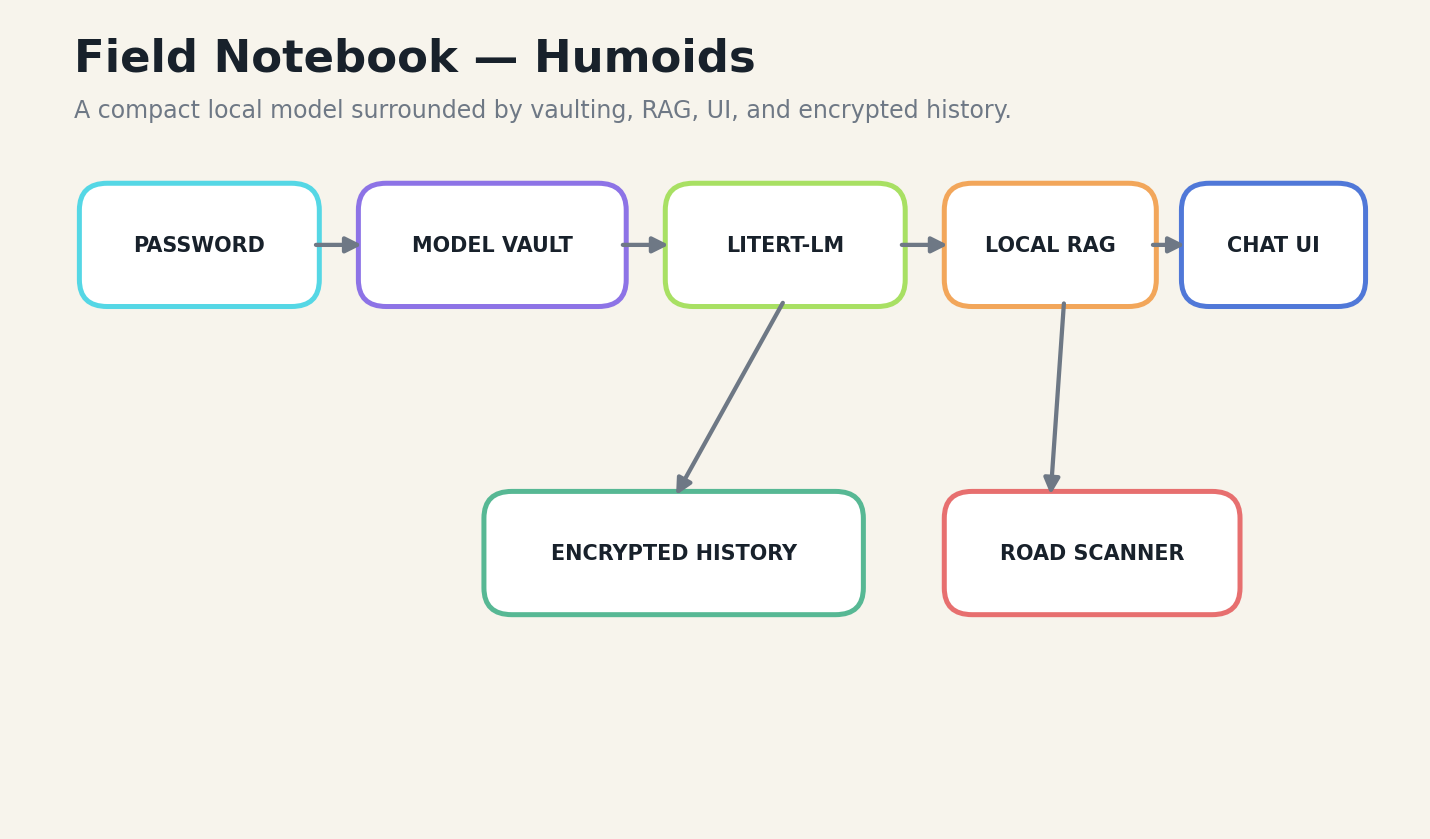 Field Notebook — Humoids
A compact local model surrounded by vaulting, RAG, UI, and encrypted history.
PASSWORD
MODEL VAULT
LITERT-LM
LOCAL RAG
CHAT UI
ENCRYPTED HISTORY
ROAD SCANNER